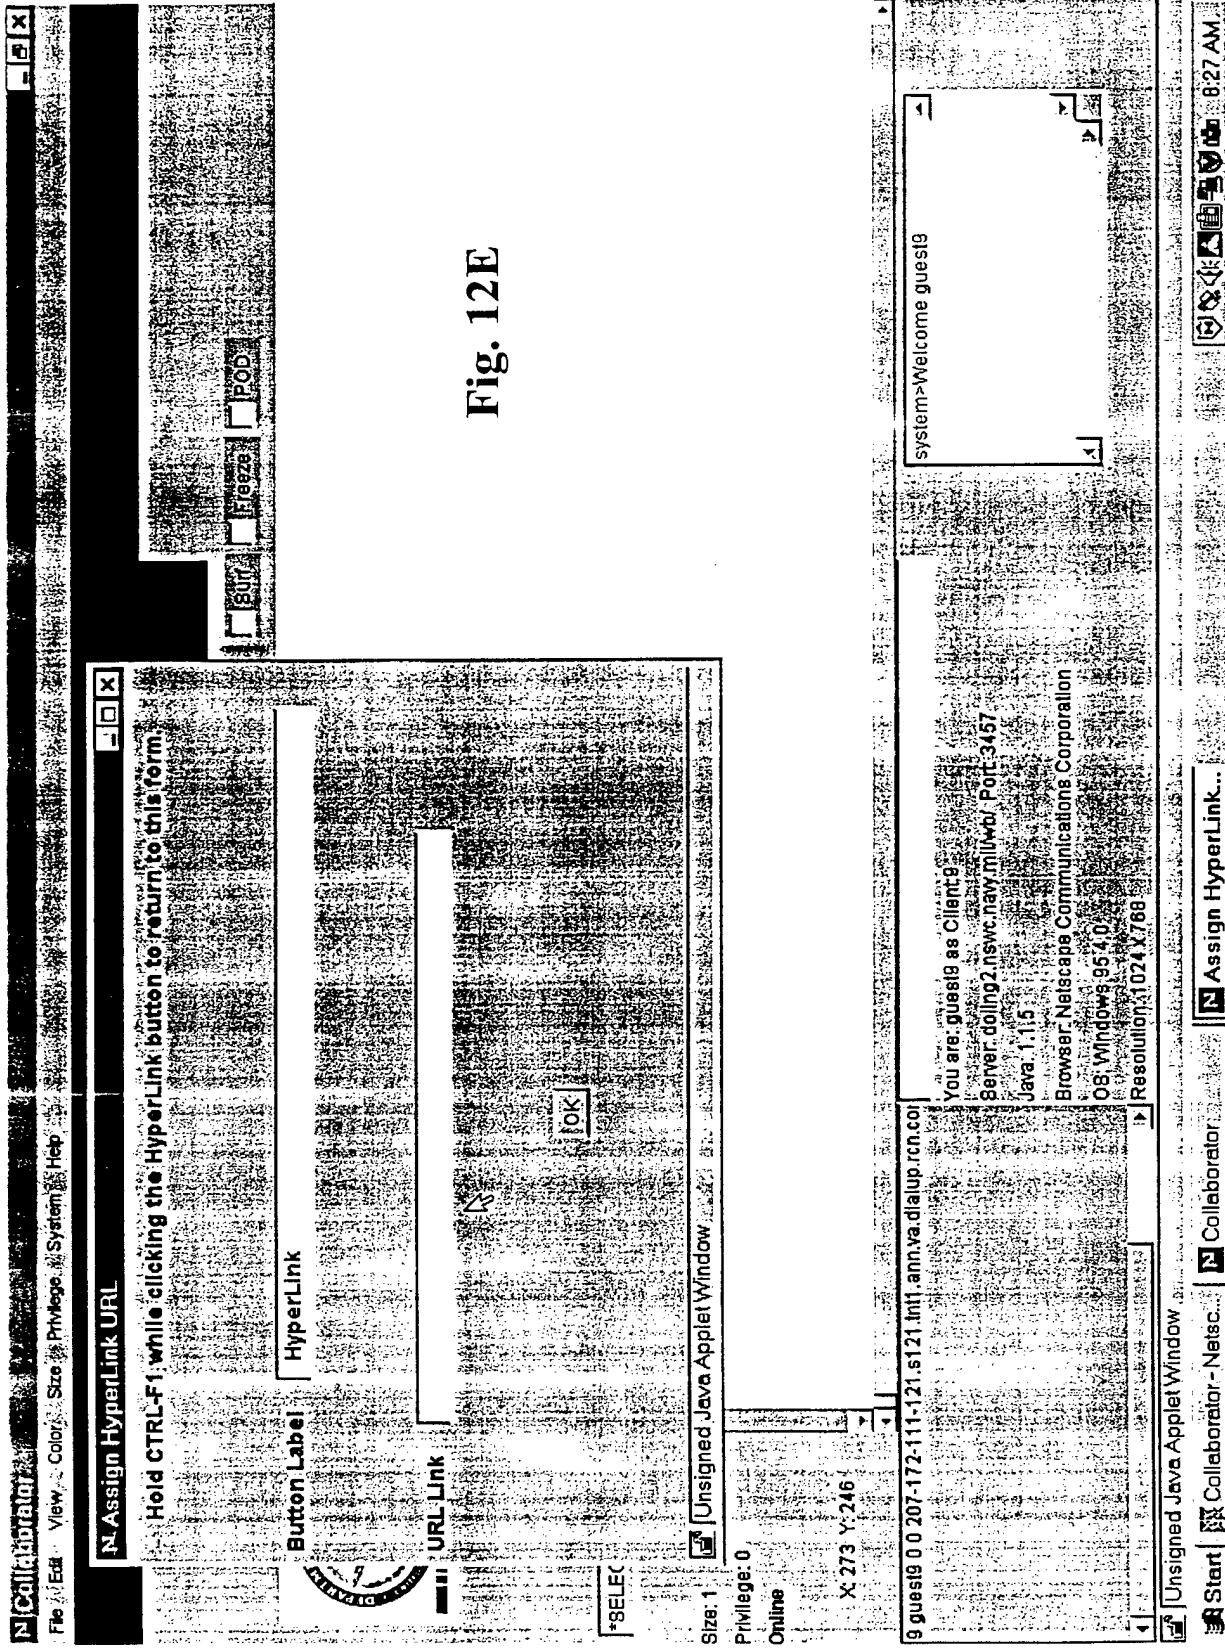 Collaborator
File Edit View Color Size Privilege System Help
Assign HyperLink URL
Hold CTRL-F1 while clicking the HyperLink button to return to this form.
Button Label HyperLink
URL Link
OK
Unsigned Java Applet Window
Surf Freeze POD
Fig. 12E
*SELEC
Size: 1
Privilege: 0
Online
X: 273 Y: 246
9 guest9 0 0 207-172-111-121.s121.tnt1.ann.va.dialup.rcn.cor
You are: guest9 as Client 9
Server: doling2.nswc.navy.mil/wb/ Port: 3457
Java: 1.1.5
Browser: Netscape Communications Corporation
OS: Windows 95 4.0
Resolution: 1024 X 768
system>Welcome guest9
Unsigned Java Applet Window
Start Collaborator - Netsc... Collaborator Assign HyperLink... 8:27 AM